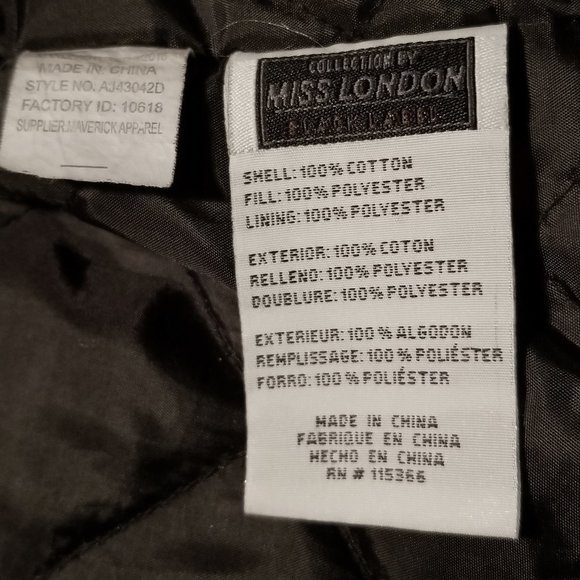 MADE IN CHINA
STYLE NO. AJ43042D
FACTORY ID: 10618
SUPPLIER:MAVERICK APPAREL
COLLECTION BY
MISS LONDON
BLACK LABEL
SHELL: 100% COTTON
FILL: 100% POLYESTER
LINING: 100% POLYESTER
EXTERIOR: 100% COTON
RELLENO: 100% POLYESTER
DOUBLURE: 100% POLYESTER
EXTERIEUR: 100% ALGODON
REMPLISSAGE: 100% POLIÉSTER
FORRO: 100% POLIÉSTER
MADE IN CHINA
FABRIQUE EN CHINA
HECHO EN CHINA
RN # 115366